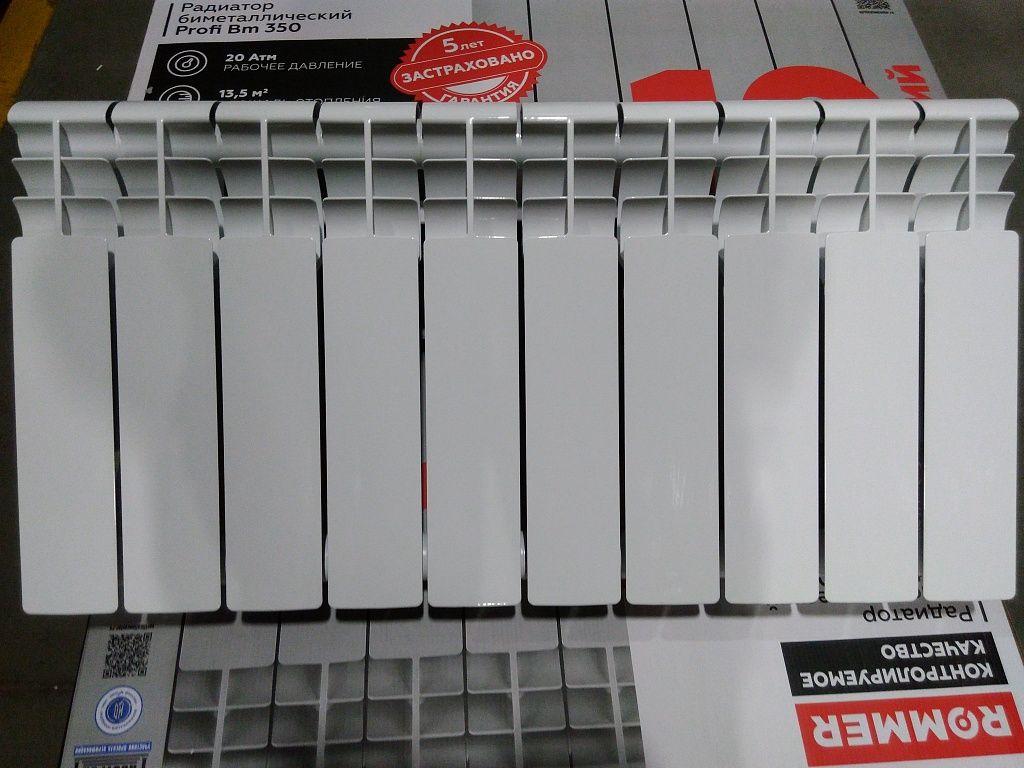 Радиатор
биметаллический
Profi Bm 350
20 Атм
РАБОЧЕЕ ДАВЛЕНИЕ
13,5 м²
5 лет
ЗАСТРАХОВАНО
ГАРАНТИЯ
Радиатор
КОНТРОЛИРУЕМОЕ
КАЧЕСТВО
ROMMER